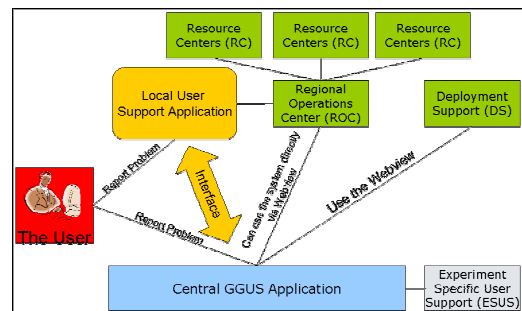 Resource
Centers (RC)
Resource
Centers (RC)
Resource
Centers (RC)
Local User
Support Application
Regional
Operations
Center (ROC)
Deployment
Support (DS)
Report Problem
Interface
Can use the system directly
via Webview
Use the Webview
The User
Report Problem
Central GGUS Application
Experiment
Specific User
Support (ESUS)